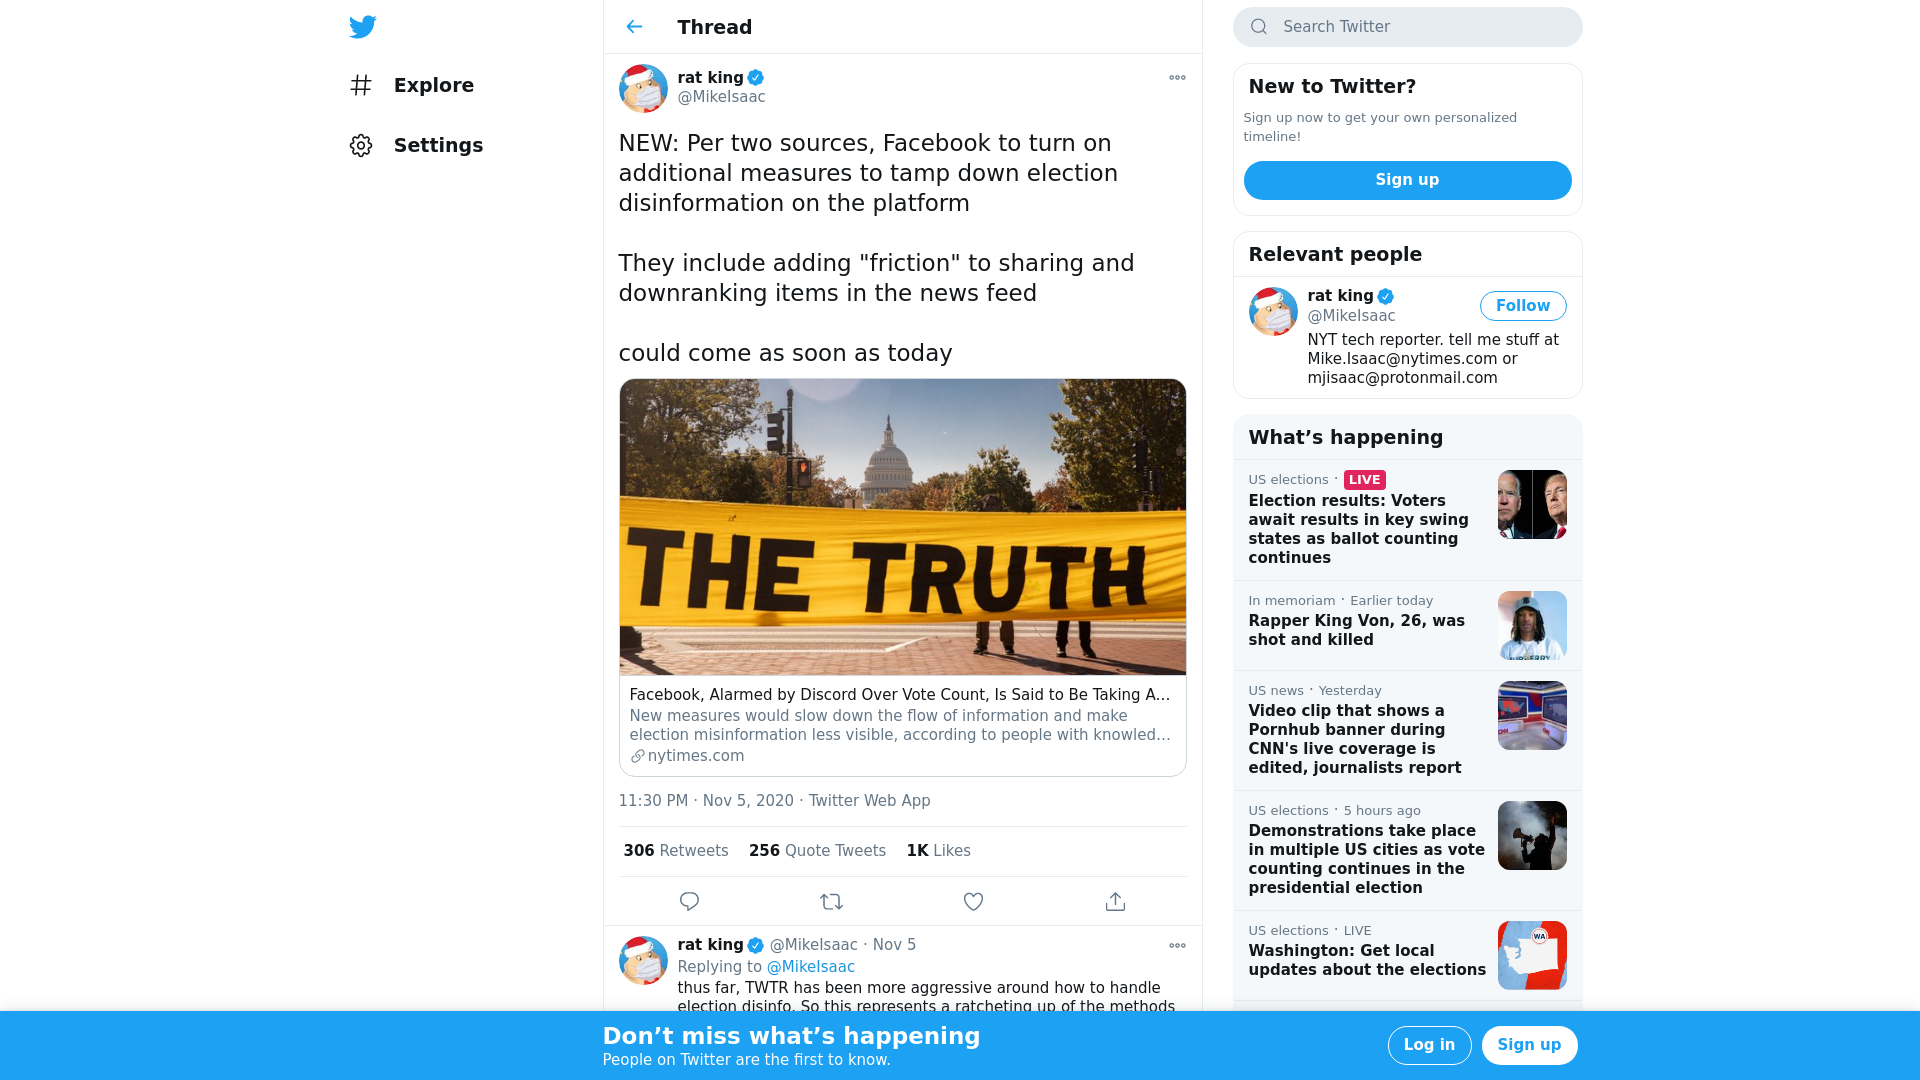 Explore
Settings
Thread
rat king
@MikeIsaac
NEW: Per two sources, Facebook to turn on
additional measures to tamp down election
disinformation on the platform
They include adding "friction" to sharing and
downranking items in the news feed
could come as soon as today
THE TRUTH
Facebook, Alarmed by Discord Over Vote Count, Is Said to Be Taking A…
New measures would slow down the flow of information and make
election misinformation less visible, according to people with knowled…
nytimes.com
11:30 PM · Nov 5, 2020 · Twitter Web App
306 Retweets 256 Quote Tweets 1K Likes
rat king @MikeIsaac · Nov 5
Replying to @MikeIsaac
thus far, TWTR has been more aggressive around how to handle
election disinfo. So this represents a ratcheting up of the methods
Search Twitter
New to Twitter?
Sign up now to get your own personalized
timeline!
Sign up
Relevant people
rat king
@MikeIsaac
Follow
NYT tech reporter. tell me stuff at
Mike.Isaac@nytimes.com or
mjisaac@protonmail.com
What’s happening
US elections · LIVE
Election results: Voters
await results in key swing
states as ballot counting
continues
In memoriam · Earlier today
Rapper King Von, 26, was
shot and killed
US news · Yesterday
Video clip that shows a
Pornhub banner during
CNN's live coverage is
edited, journalists report
US elections · 5 hours ago
Demonstrations take place
in multiple US cities as vote
counting continues in the
presidential election
US elections · LIVE
Washington: Get local
updates about the elections
WA
Don’t miss what’s happening
People on Twitter are the first to know.
Log in
Sign up